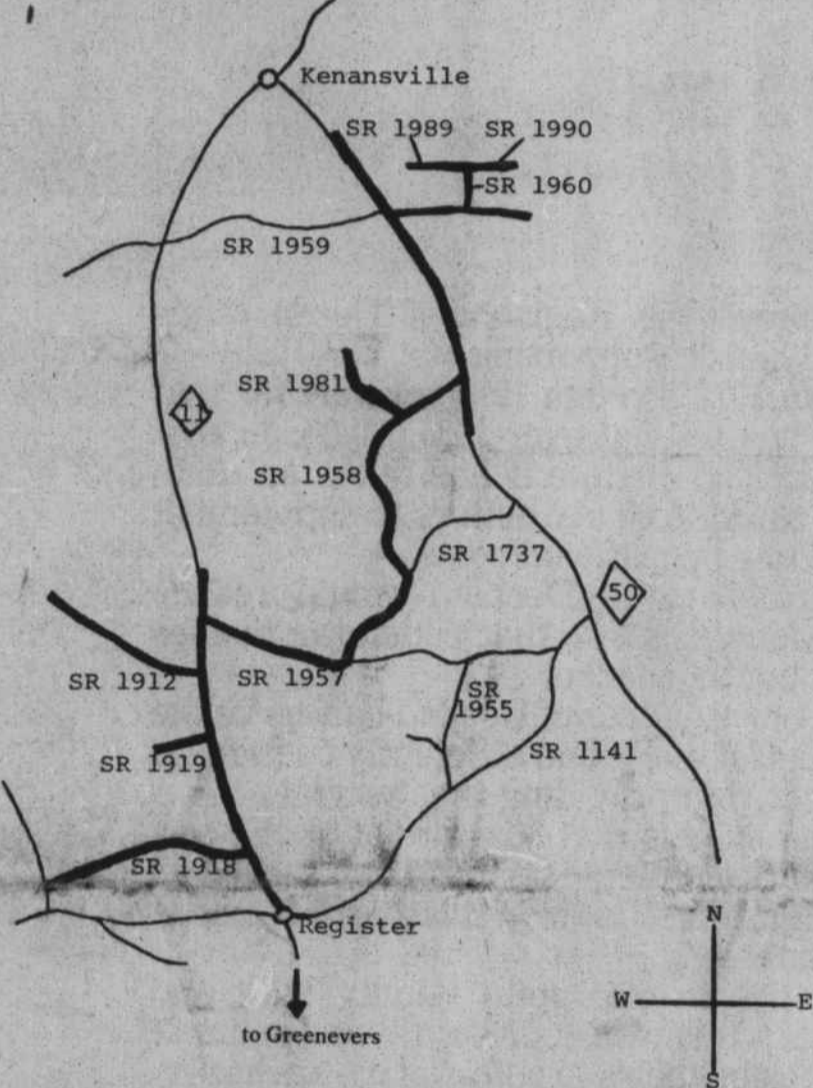 Kenansville
SR 1989 SR 1990
SR 1960
SR 1959
SR 1981
11
SR 1958
SR 1737
50
SR 1912
SR 1957
SR
1955
SR 1919
SR 1141
SR 1918
Register
N
W E
S
to Greenevers